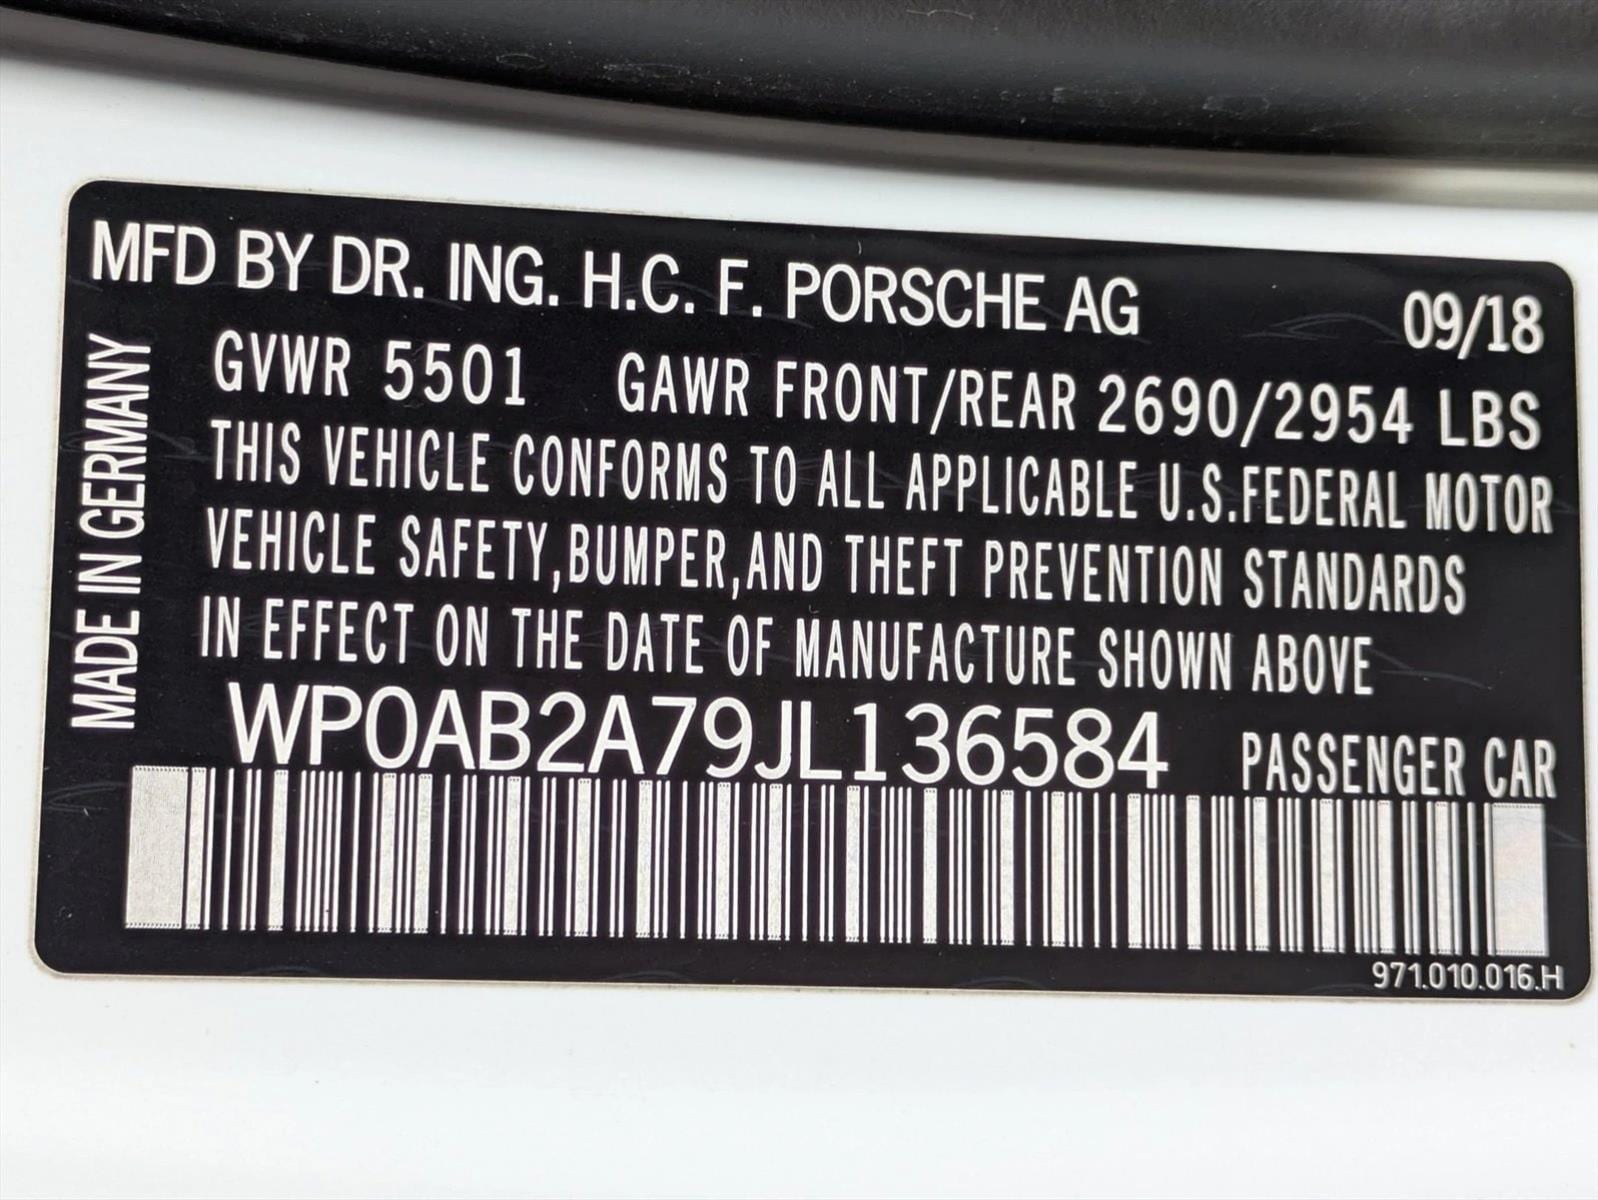 MFD BY DR. ING. H.C. F. PORSCHE AG 09/18
GVWR 5501 GAWR FRONT/REAR 2690/2954 LBS
THIS VEHICLE CONFORMS TO ALL APPLICABLE U.S.FEDERAL MOTOR
VEHICLE SAFETY,BUMPER,AND THEFT PREVENTION STANDARDS
IN EFFECT ON THE DATE OF MANUFACTURE SHOWN ABOVE
WP0AB2A79JL136584 PASSENGER CAR
971.010.016.H
MADE IN GERMANY